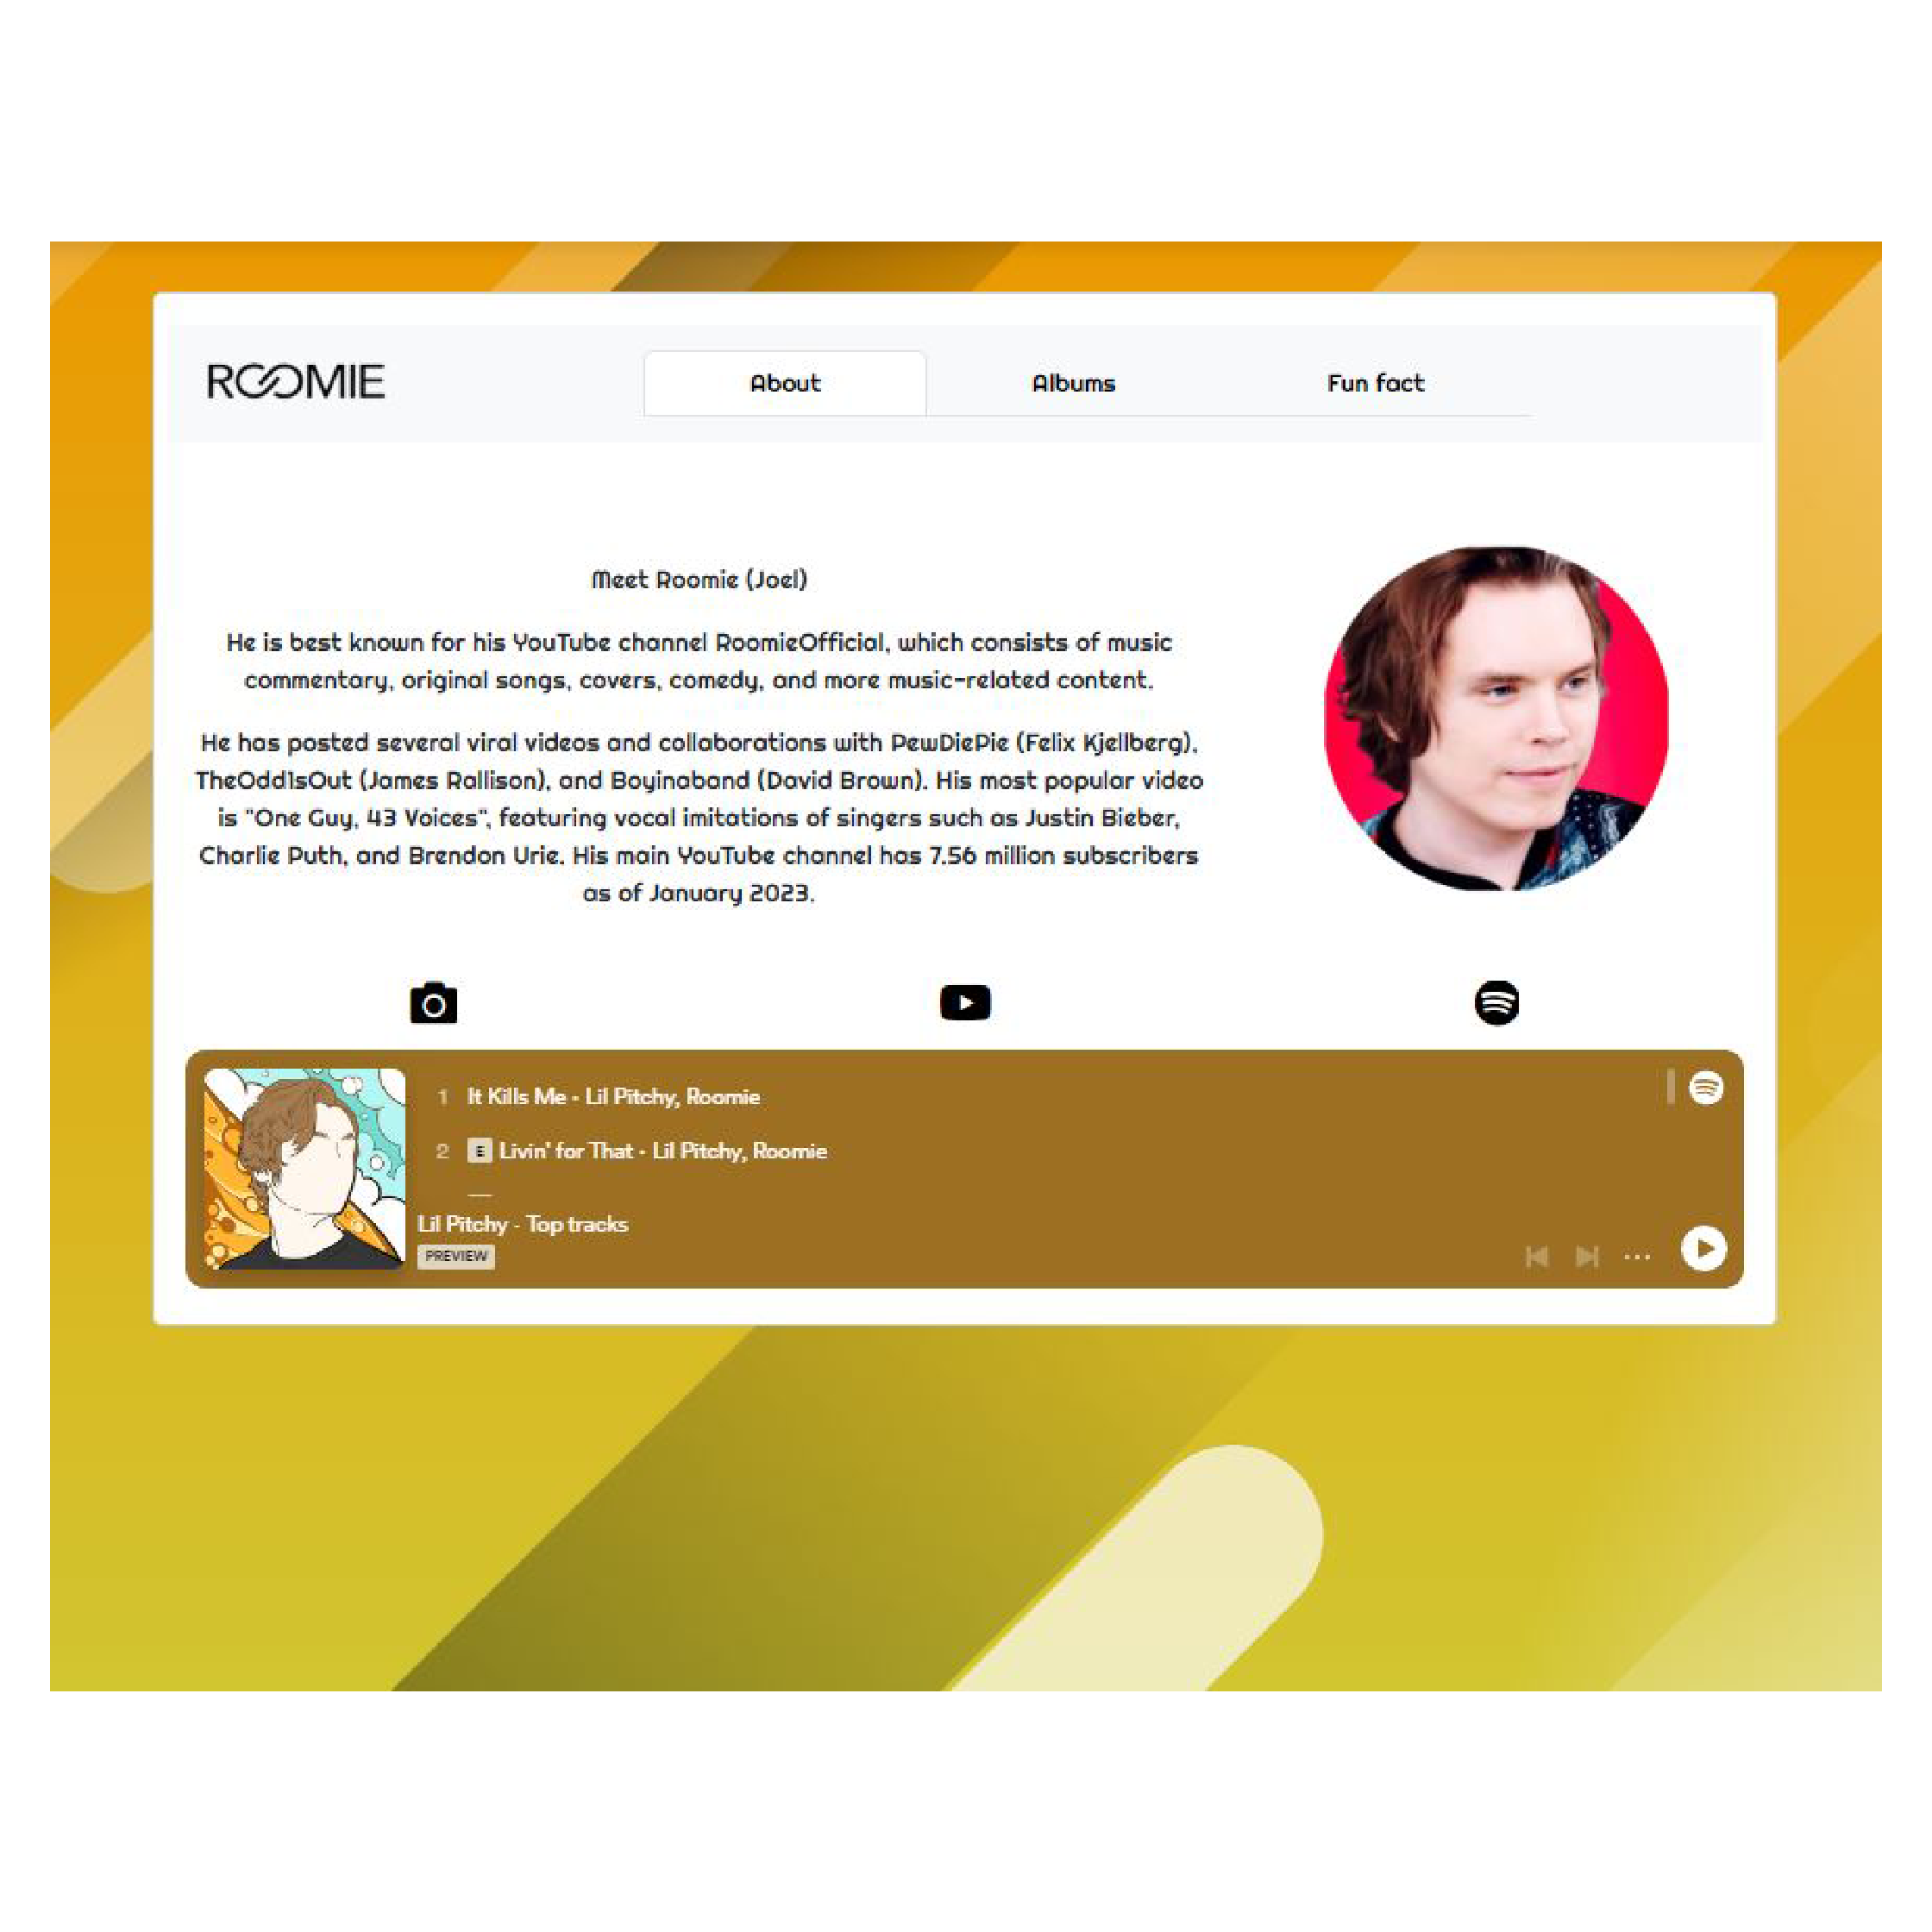 ROOMIE
About Albums Fun fact
Meet Roomie (Joel)
He is best known for his YouTube channel RoomieOfficial, which consists of music
commentary, original songs, covers, comedy, and more music-related content.
He has posted several viral videos and collaborations with PewDiePie (Felix Kjellberg),
TheOdd1sOut (James Rallison), and Boyinaband (David Brown). His most popular video
is "One Guy, 43 Voices", featuring vocal imitations of singers such as Justin Bieber,
Charlie Puth, and Brendon Urie. His main YouTube channel has 7.56 million subscribers
as of January 2023.
1 It Kills Me - Lil Pitchy, Roomie
2 E Livin' for That - Lil Pitchy, Roomie
Lil Pitchy - Top tracks
PREVIEW